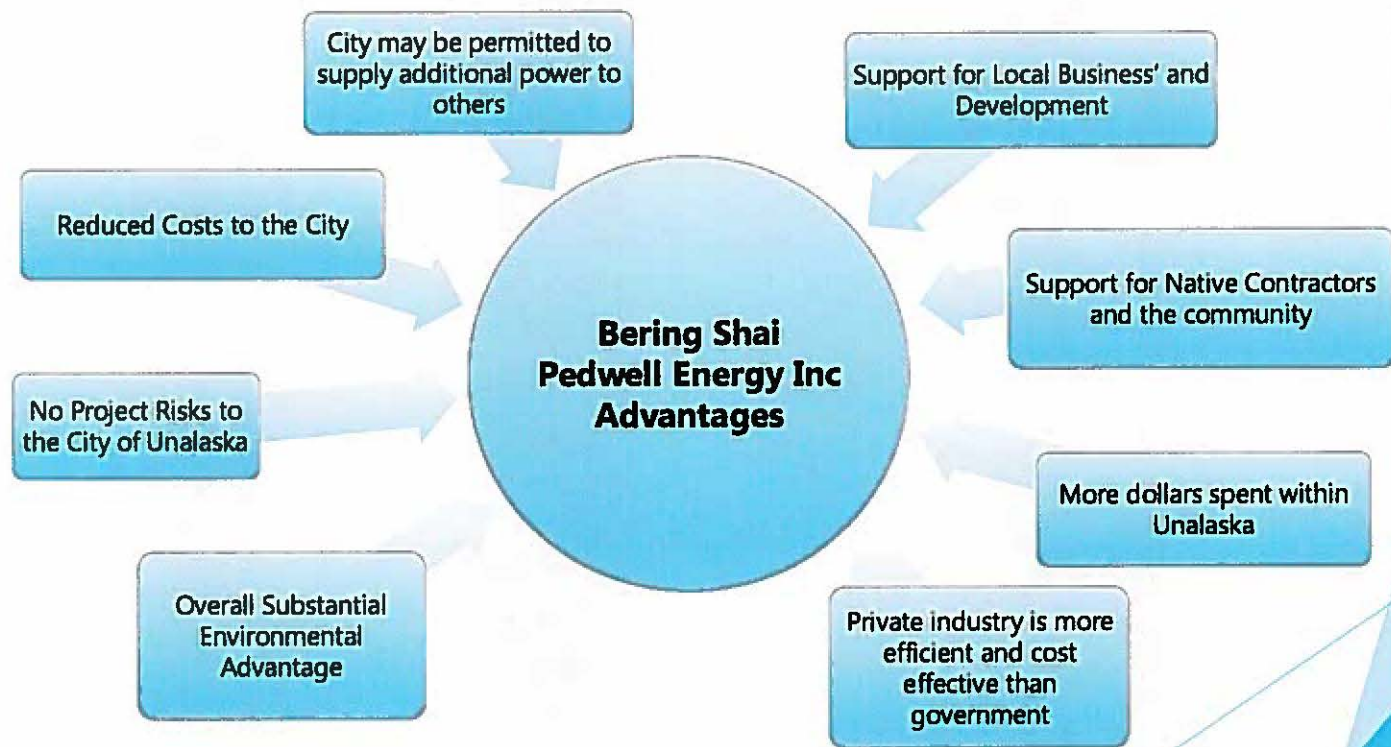 City may be permitted to
supply additional power to
others
Support for Local Business’ and
Development
Reduced Costs to the City
Support for Native Contractors
and the community
Bering Shai
Pedwell Energy Inc
Advantages
No Project Risks to
the City of Unalaska
More dollars spent within
Unalaska
Overall Substantial
Environmental
Advantage
Private industry is more
efficient and cost
effective than
government